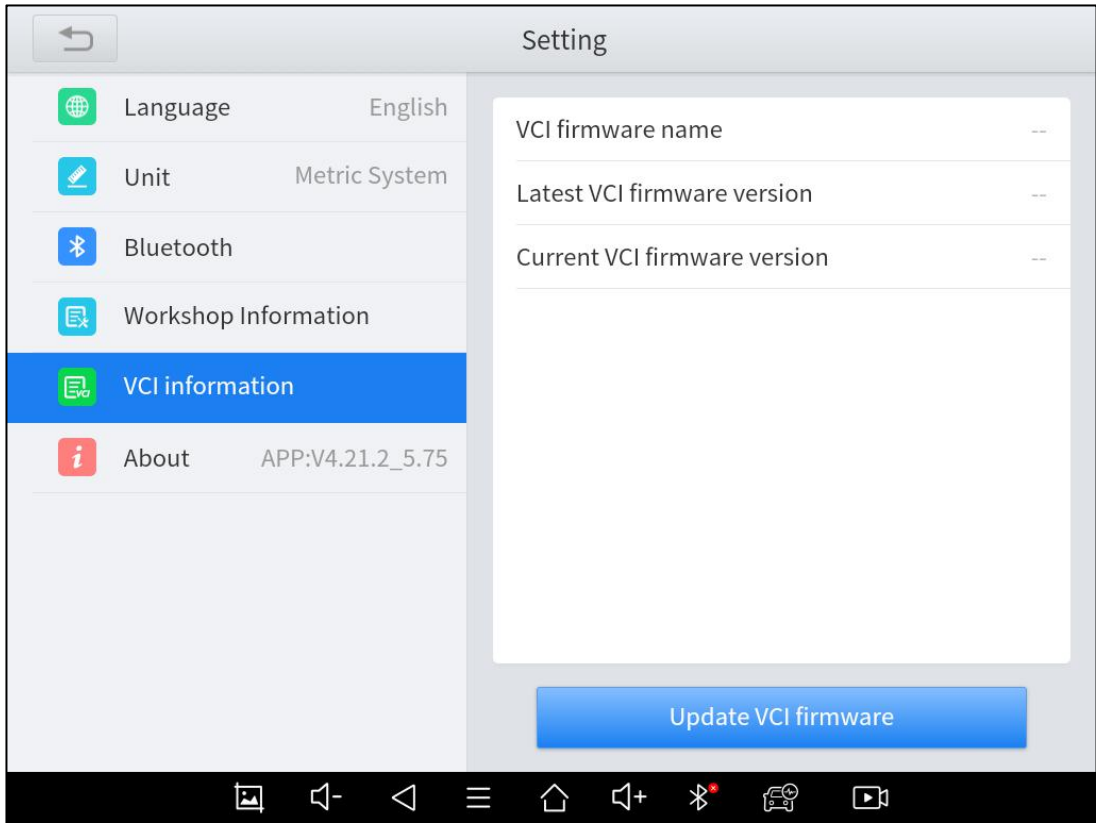 Setting
Language English
Unit Metric System
Bluetooth
Workshop Information
VCI information
About APP:V4.21.2_5.75
VCI firmware name --
Latest VCI firmware version --
Current VCI firmware version --
Update VCI firmware